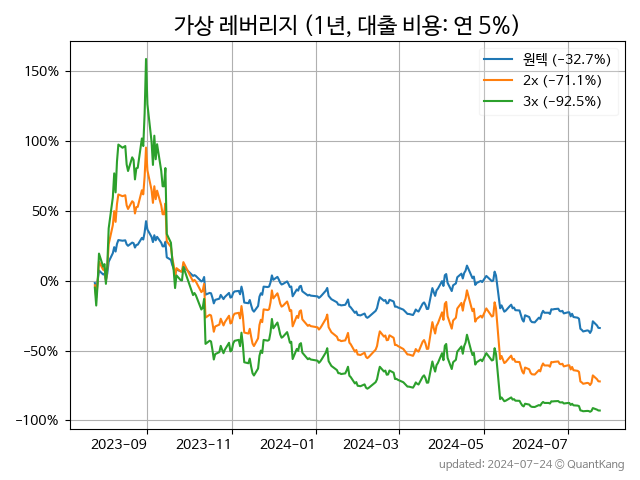 가상 레버리지 (1년, 대출 비용: 연 5%)
원텍 (−32.7%)
2x (−71.1%)
3x (−92.5%)
150%
100%
50%
0%
−50%
−100%
2023-09 2023-11 2024-01 2024-03 2024-05 2024-07
updated: 2024-07-24 © QuantKang